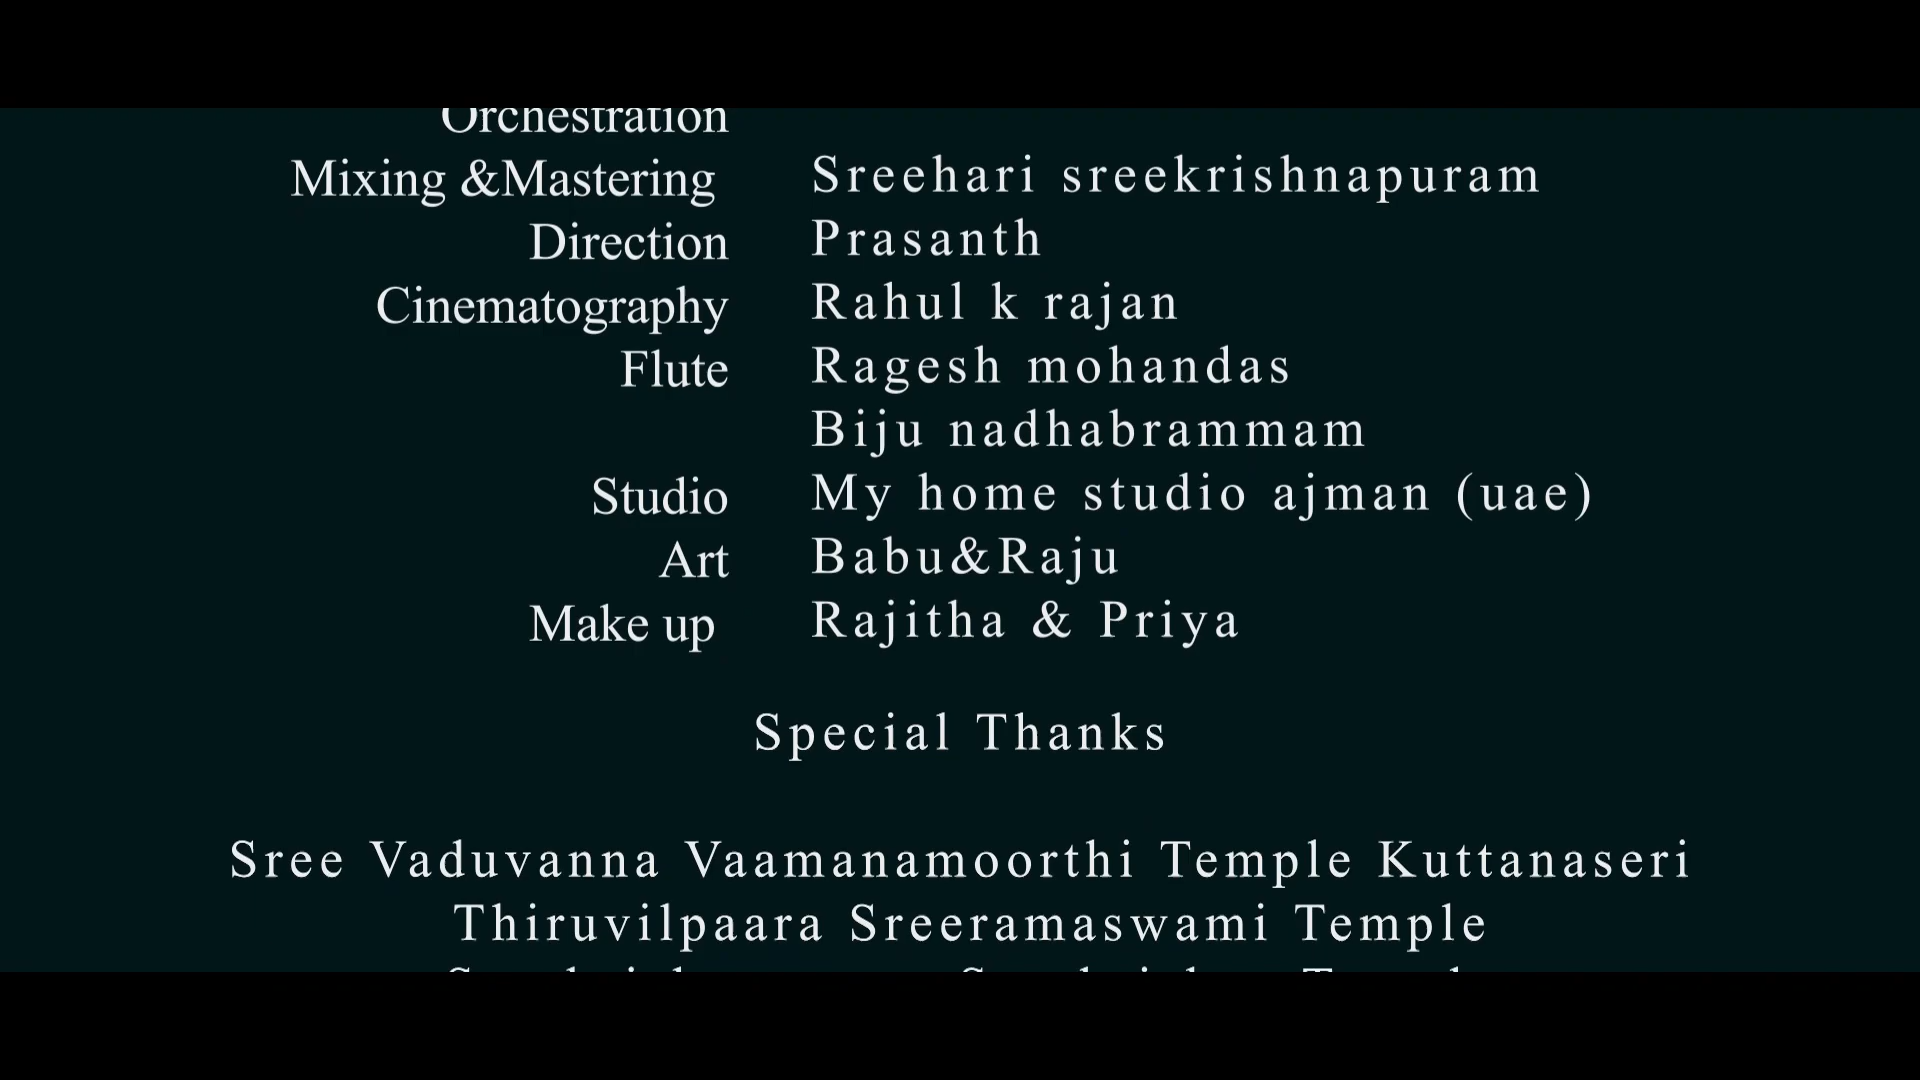 Orchestration
Mixing &Mastering Sreehari sreekrishnapuram
Direction Prasanth
Cinematography Rahul k rajan
Flute Ragesh mohandas
Biju nadhabrammam
Studio My home studio ajman (uae)
Art Babu&Raju
Make up Rajitha & Priya
Special Thanks
Sree Vaduvanna Vaamanamoorthi Temple Kuttanaseri
Thiruvilpaara Sreeramaswami Temple